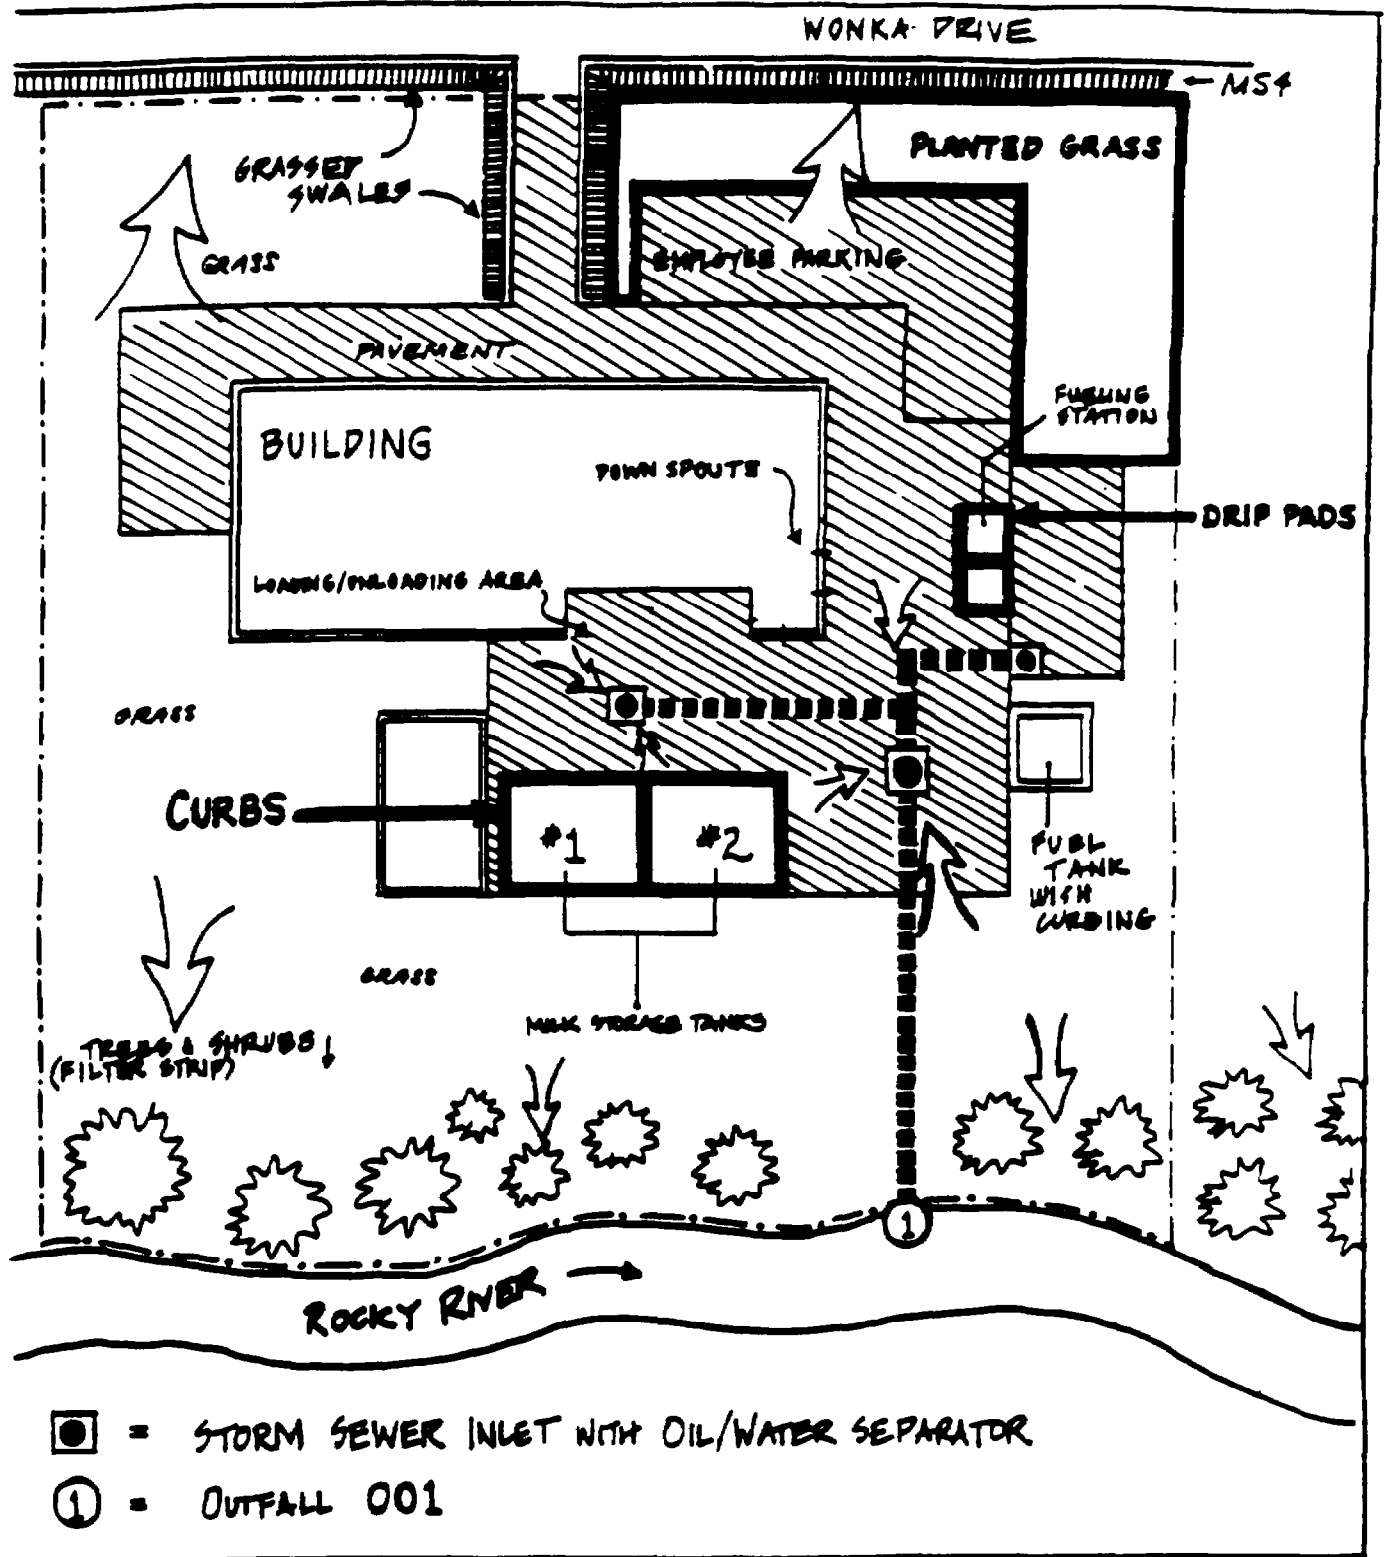 WONKA DRIVE
MS4
PLANTED GRASS
GRASSED
SWALES
GRASS
EMPLOYEE PARKING
PAVEMENT
FUELING
STATION
BUILDING
DOWN SPOUTS
DRIP PADS
LOADING/UNLOADING AREA
GRASS
CURBS
#1
#2
FUEL
TANK
WITH
CURBING
GRASS
MILK STORAGE TANKS
TREES & SHRUBS
(FILTER STRIP)
1
ROCKY RIVER
= STORM SEWER INLET WITH OIL/WATER SEPARATOR
1 = OUTFALL 001